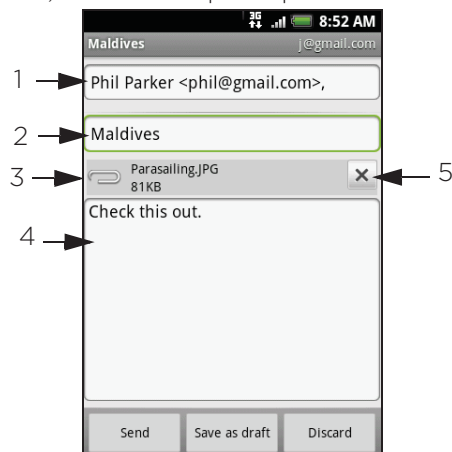 3G 8:52 AM
Maldives j@gmail.com
1 Phil Parker <phil@gmail.com>,
2 Maldives
3 Parasailing.JPG 5
81KB
Check this out.
4
Send Save as draft Discard